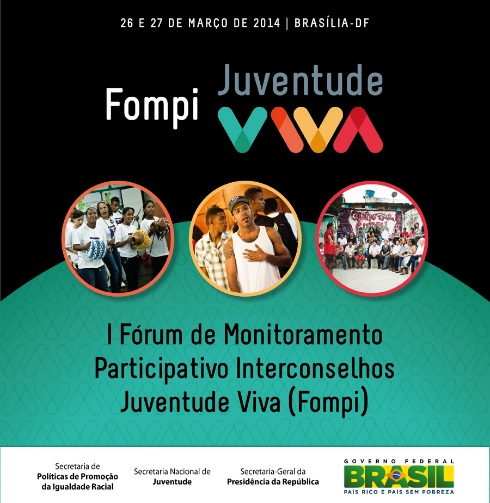 26 E 27 DE MARÇO DE 2014 | BRASÍLIA-DF
Fompi Juventude
VIVA
I Fórum de Monitoramento
Participativo Interconselhos
Juventude Viva (Fompi)
Secretaria de
Políticas de Promoção
da Igualdade Racial
Secretaria Nacional de
Juventude
Secretaria-Geral da
Presidência da República
GOVERNO FEDERAL
BRASIL
PAÍS RICO E PAÍS SEM POBREZA